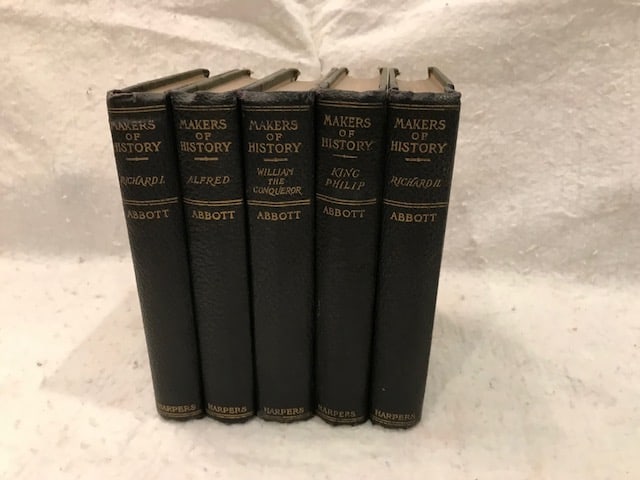 MAKERS
OF
HISTORY
RICHARD I.
ABBOTT
HARPERS
MAKERS
OF
HISTORY
ALFRED
ABBOTT
HARPERS
MAKERS
OF
HISTORY
WILLIAM
THE
CONQUEROR
ABBOTT
HARPERS
MAKERS
OF
HISTORY
KING
PHILIP
ABBOTT
HARPERS
MAKERS
OF
HISTORY
RICHARD II.
ABBOTT
HARPERS